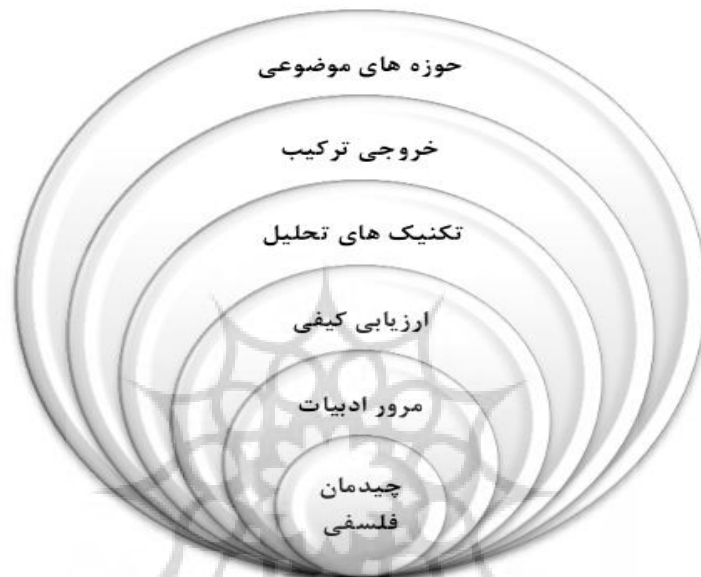 حوزه های موضوعی
خروجی ترکیب
تکنیک های تحلیل
ارزیابی کیفی
مرور ادبیات
چیدمان
فلسفی